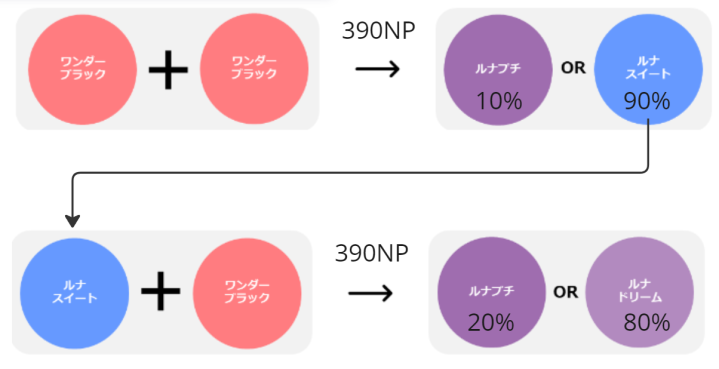 390NP
ワンダー
ブラック
+
ワンダー
ブラック
→
ルナプチ
10%
OR
ルナ
スイート
90%
390NP
ルナ
スイート
+
ワンダー
ブラック
→
ルナプチ
20%
OR
ルナ
ドリーム
80%